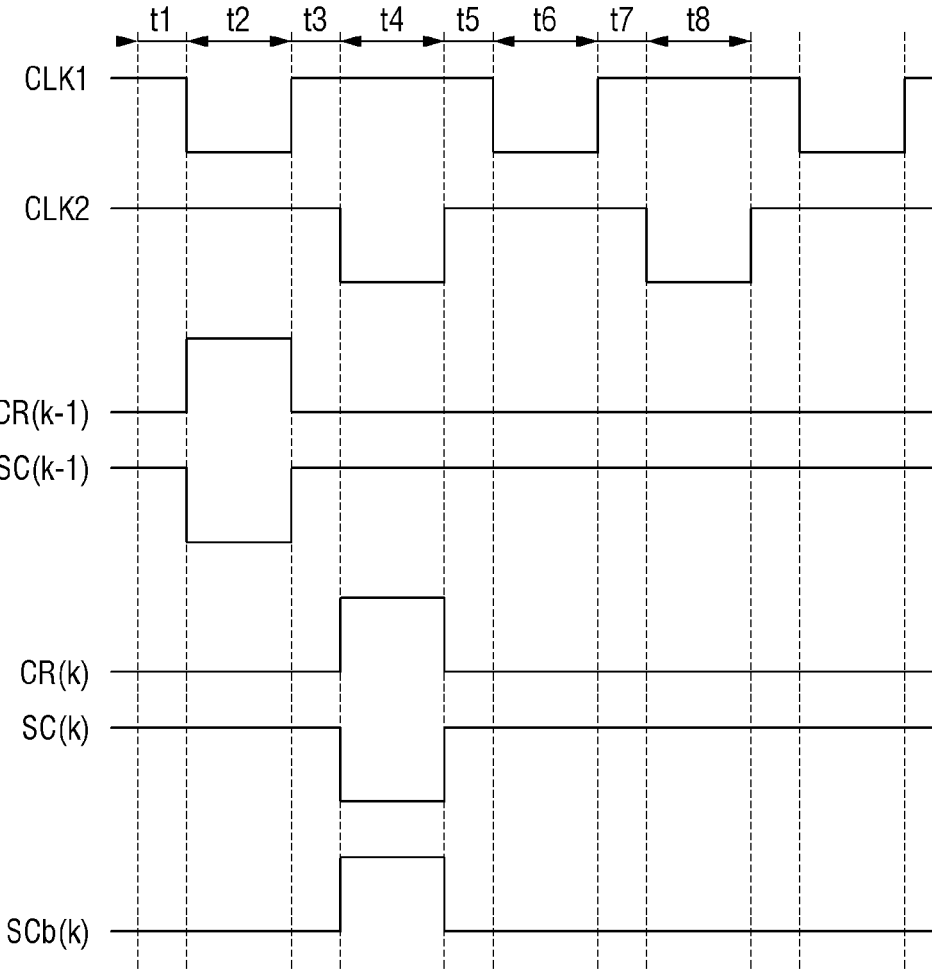 t1 t2 t3 t4 t5 t6 t7 t8
CLK1
CLK2
CR(k-1)
SC(k-1)
CR(k)
SC(k)
SCb(k)